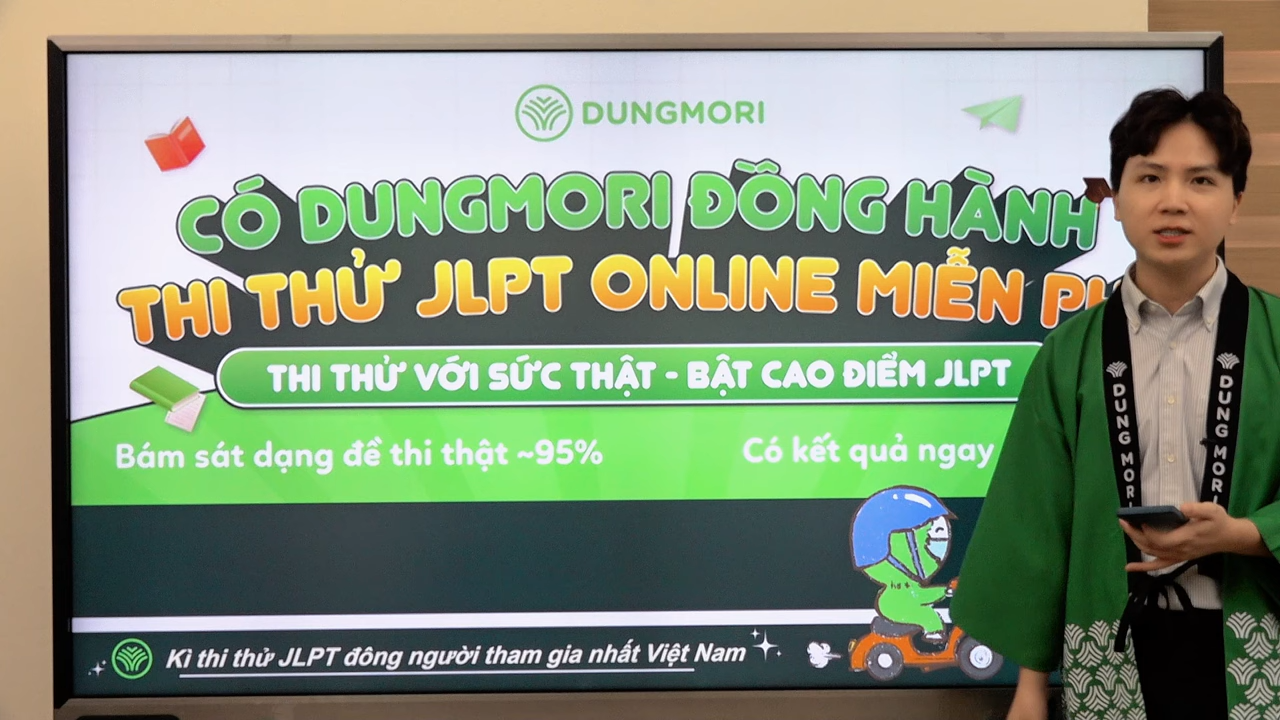 DUNGMORI
CÓ DUNGMORI ĐỒNG HÀNH
THI THỬ JLPT ONLINE MIỄN
THI THỬ VỚI SỨC THẬT - BẬT CAO ĐIỂM JLPT
Bám sát dạng đề thi thật ~95%
Có kết quả ngay
Kì thi thử JLPT đông người tham gia nhất Việt Nam
DUNG MORI
DUNG MORI